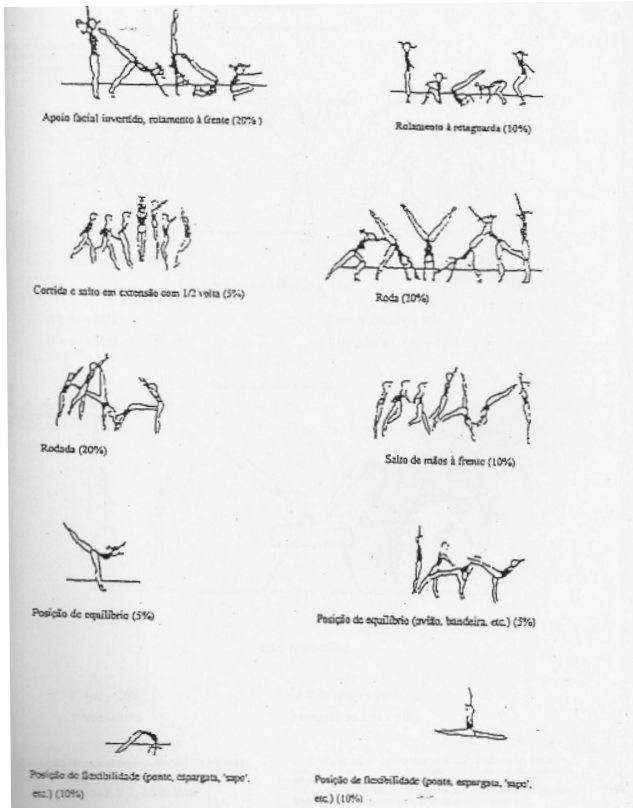 Apoio facial invertido, rolamento à frente (20%)
Rolamento à retaguarda (10%)
Corrida e salto em extensão com 1/2 volta (5%)
Roda (20%)
Rodada (20%)
Salto de mãos à frente (10%)
Posição de equilíbrio (5%)
Posição de equilíbrio (avião, bandeira, etc.) (5%)
Posição de flexibilidade (ponte, espargata, 'sapo',
etc.) (10%)
Posição de flexibilidade (ponte, espargata, 'sapo',
etc.) (10%)